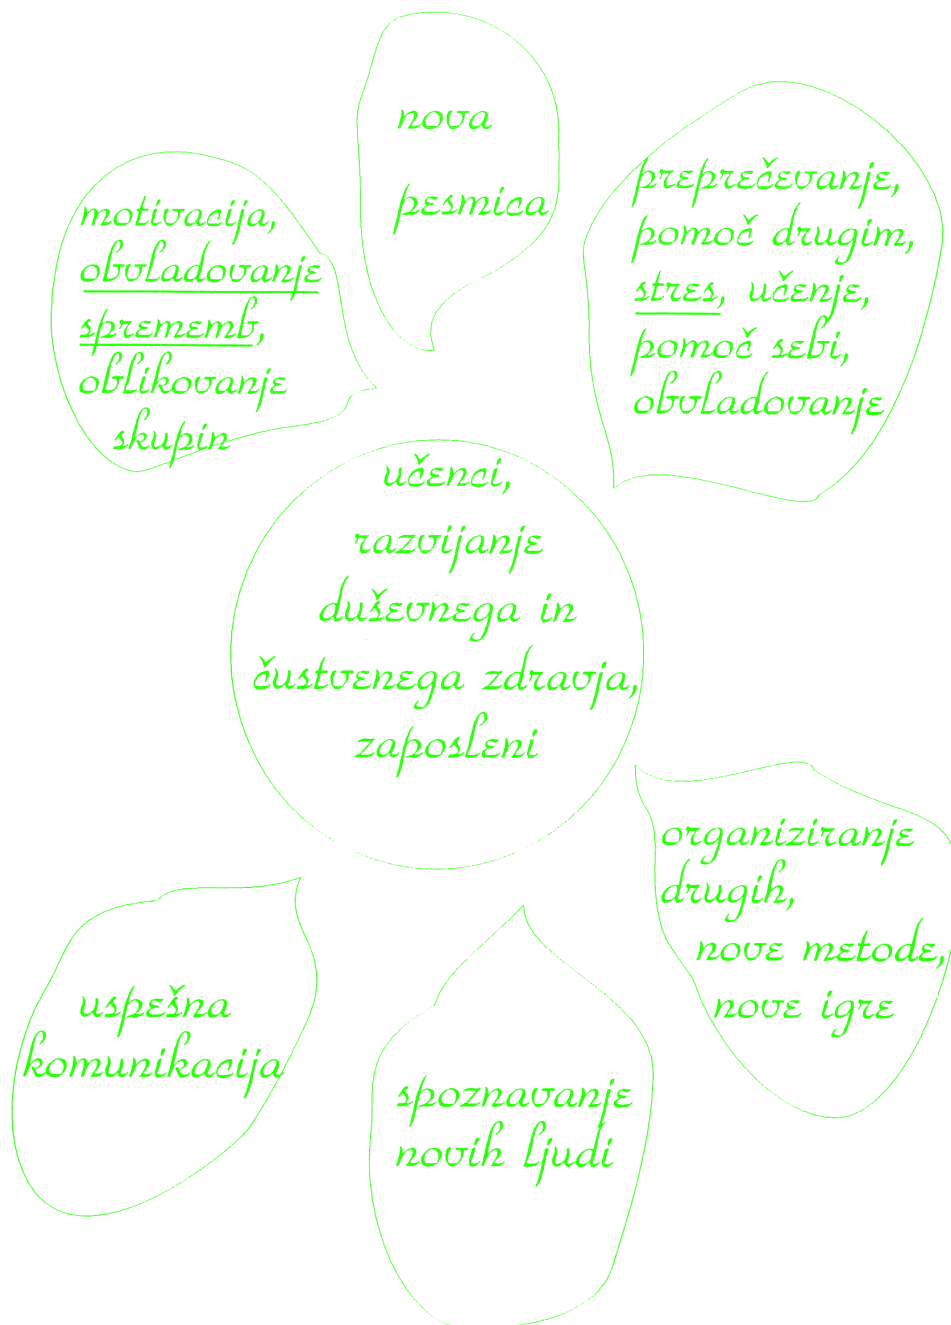 nova
pesmica
motivacija,
obvladovanje
sprememb,
oblikovanje
skupin
preprečevanje,
pomoč drugim,
stres, učenje,
pomoč sebi,
obvladovanje
učenci,
razvijanje
duševnega in
čustvenega zdravja,
zaposleni
organiziranje
drugih,
nove metode,
nove igre
uspešna
komunikacija
spoznavanje
novih ljudi